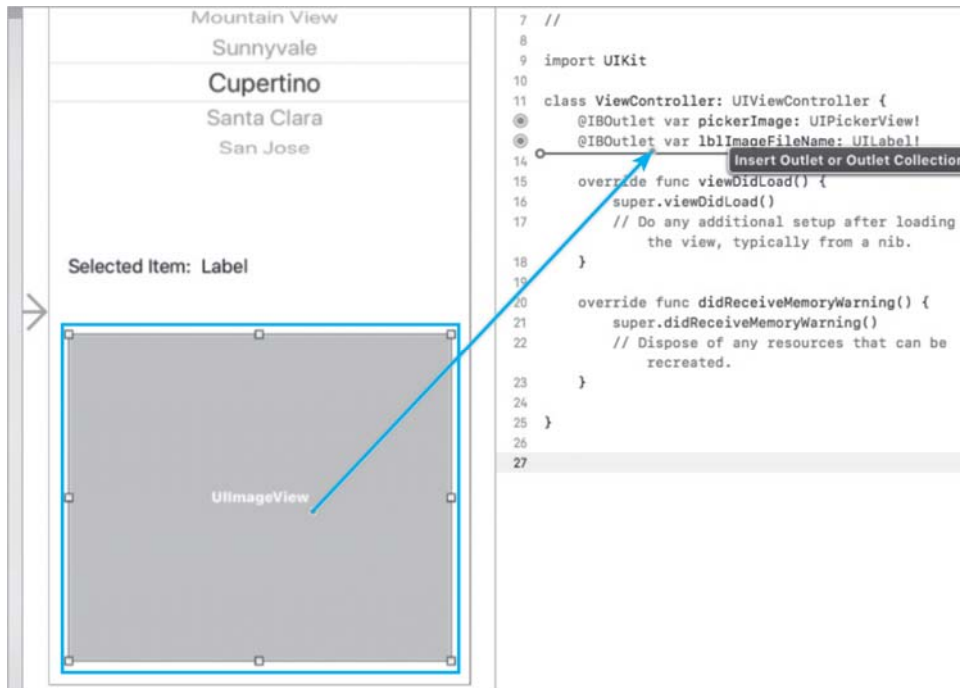 Mountain View
Sunnyvale
Cupertino
Santa Clara
San Jose
Selected Item: Label
UIImageView
7 //
8
9 import UIKit
10
11 class ViewController: UIViewController {
@IBOutlet var pickerImage: UIPickerView!
@IBOutlet var lblImageFileName: UILabel!
14 Insert Outlet or Outlet Collection
15 override func viewDidLoad() {
16 super.viewDidLoad()
17 // Do any additional setup after loading
the view, typically from a nib.
18 }
19
20 override func didReceiveMemoryWarning() {
21 super.didReceiveMemoryWarning()
22 // Dispose of any resources that can be
recreated.
23 }
24
25 }
26
27